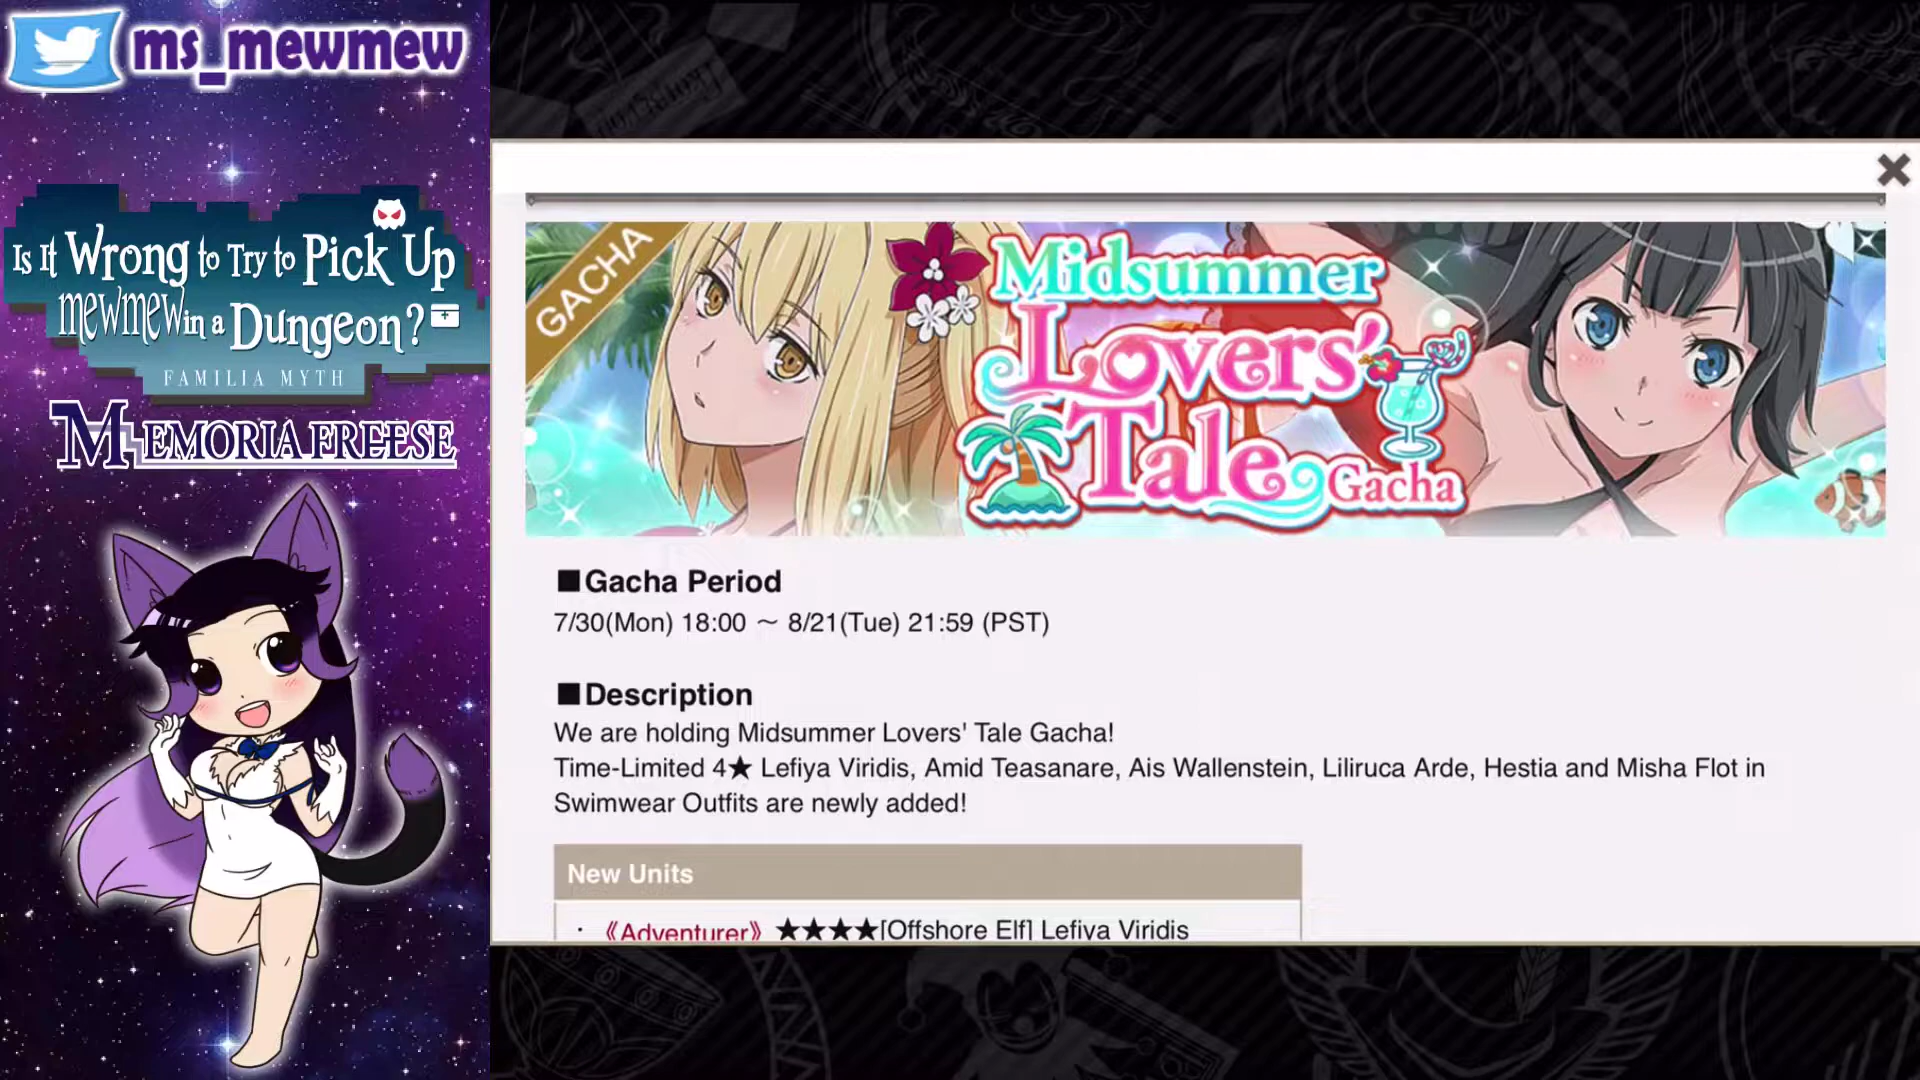 ms_mewmew
Is It Wrong to Try to Pick Up
mewmew in a Dungeon?
FAMILIA MYTH
MEMORIA FREESE
GACHA
Midsummer
Lovers'
Tale Gacha
■Gacha Period
7/30(Mon) 18:00 ～ 8/21(Tue) 21:59 (PST)
■Description
We are holding Midsummer Lovers' Tale Gacha!
Time-Limited 4★ Lefiya Viridis, Amid Teasanare, Ais Wallenstein, Liliruca Arde, Hestia and Misha Flot in
Swimwear Outfits are newly added!
New Units
· 《Adventurer》 ★★★★[Offshore Elf] Lefiya Viridis